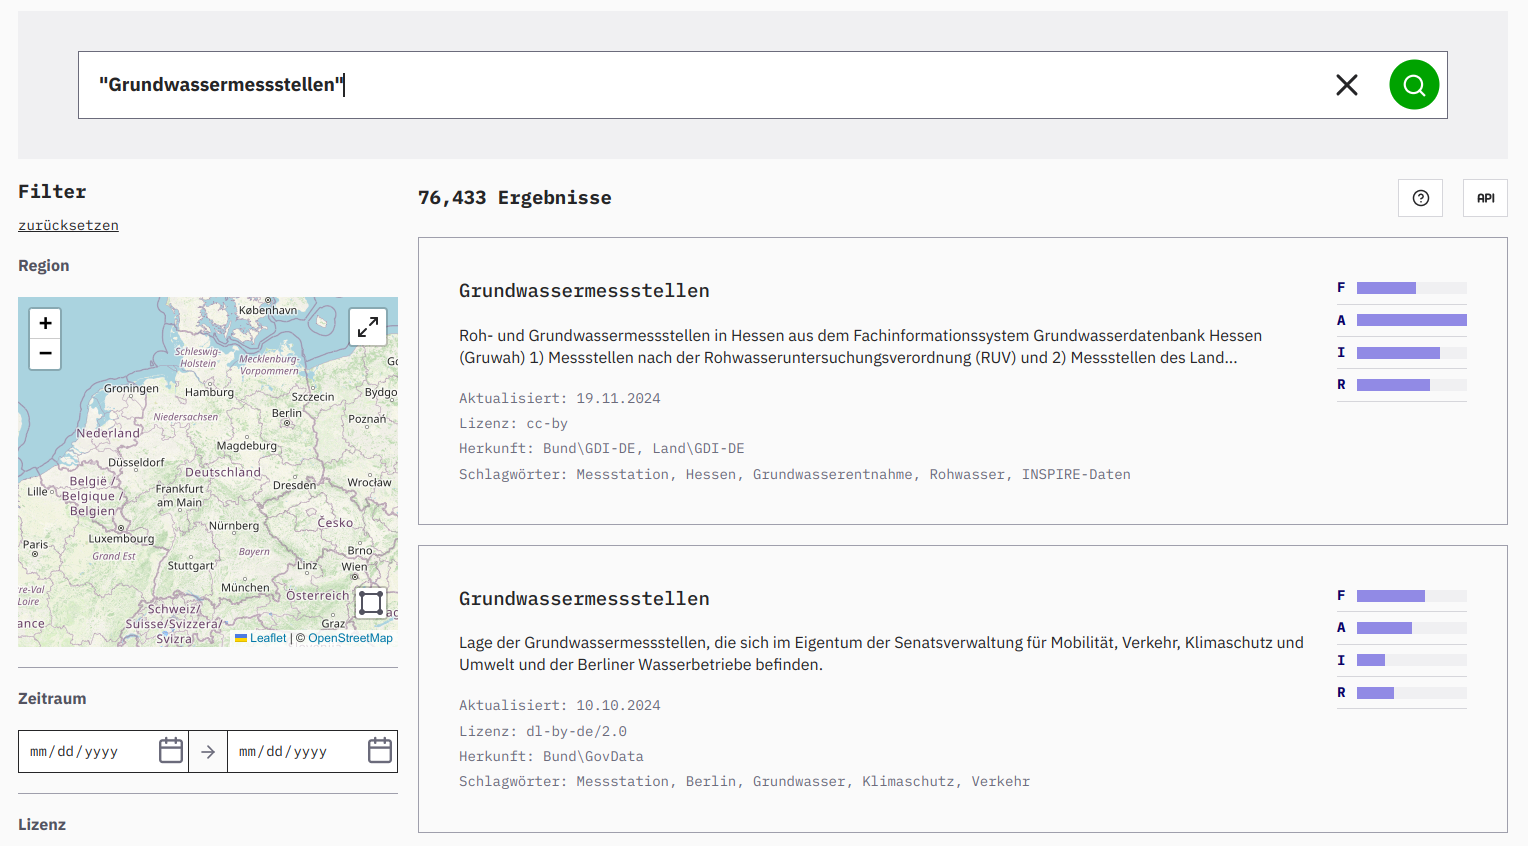 "Grundwassermessstellen"
Filter
zurücksetzen
Region
+
−
København
Schleswig-
Holstein
Mecklenburg-
Vorpommern
Groningen
Hamburg
Szczecin
Bydgo
Niedersachsen
Berlin
Poznań
Nederland
Magdeburg
Düsseldorf
Deutschland
België /
Belgique /
Belgien
Lille
Frankfurt
am Main
Dresden
Wrocław
Nürnberg
Česko
Luxembourg
Paris
Grand Est
Bayern
Brno
Stuttgart
Linz
Wien
München
Österreich
re-Val
Loire
Schweiz/
Suisse/Svizzera/
Svizra
ance
Graz
Leaflet | © OpenStreetMap
Zeitraum
mm/dd/yyyy → mm/dd/yyyy
Lizenz
76,433 Ergebnisse
API
Grundwassermessstellen
Roh- und Grundwassermessstellen in Hessen aus dem Fachinformationssystem Grundwasserdatenbank Hessen
(Gruwah) 1) Messstellen nach der Rohwasseruntersuchungsverordnung (RUV) und 2) Messstellen des Land...
Aktualisiert: 19.11.2024
Lizenz: cc-by
Herkunft: Bund\GDI-DE, Land\GDI-DE
Schlagwörter: Messstation, Hessen, Grundwasserentnahme, Rohwasser, INSPIRE-Daten
F
A
I
R
Grundwassermessstellen
Lage der Grundwassermessstellen, die sich im Eigentum der Senatsverwaltung für Mobilität, Verkehr, Klimaschutz und
Umwelt und der Berliner Wasserbetriebe befinden.
Aktualisiert: 10.10.2024
Lizenz: dl-by-de/2.0
Herkunft: Bund\GovData
Schlagwörter: Messstation, Berlin, Grundwasser, Klimaschutz, Verkehr
F
A
I
R